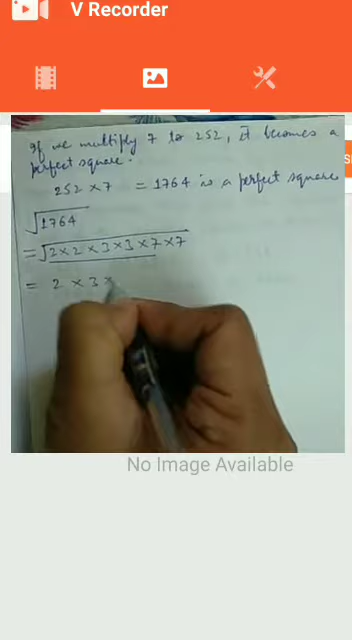 V Recorder
If we multiply 7 to 252, it becomes a
perfect square.
252 × 7 = 1764 is a perfect square
√1764
= √2×2×3×3×7×7
= 2 × 3 ×
No Image Available